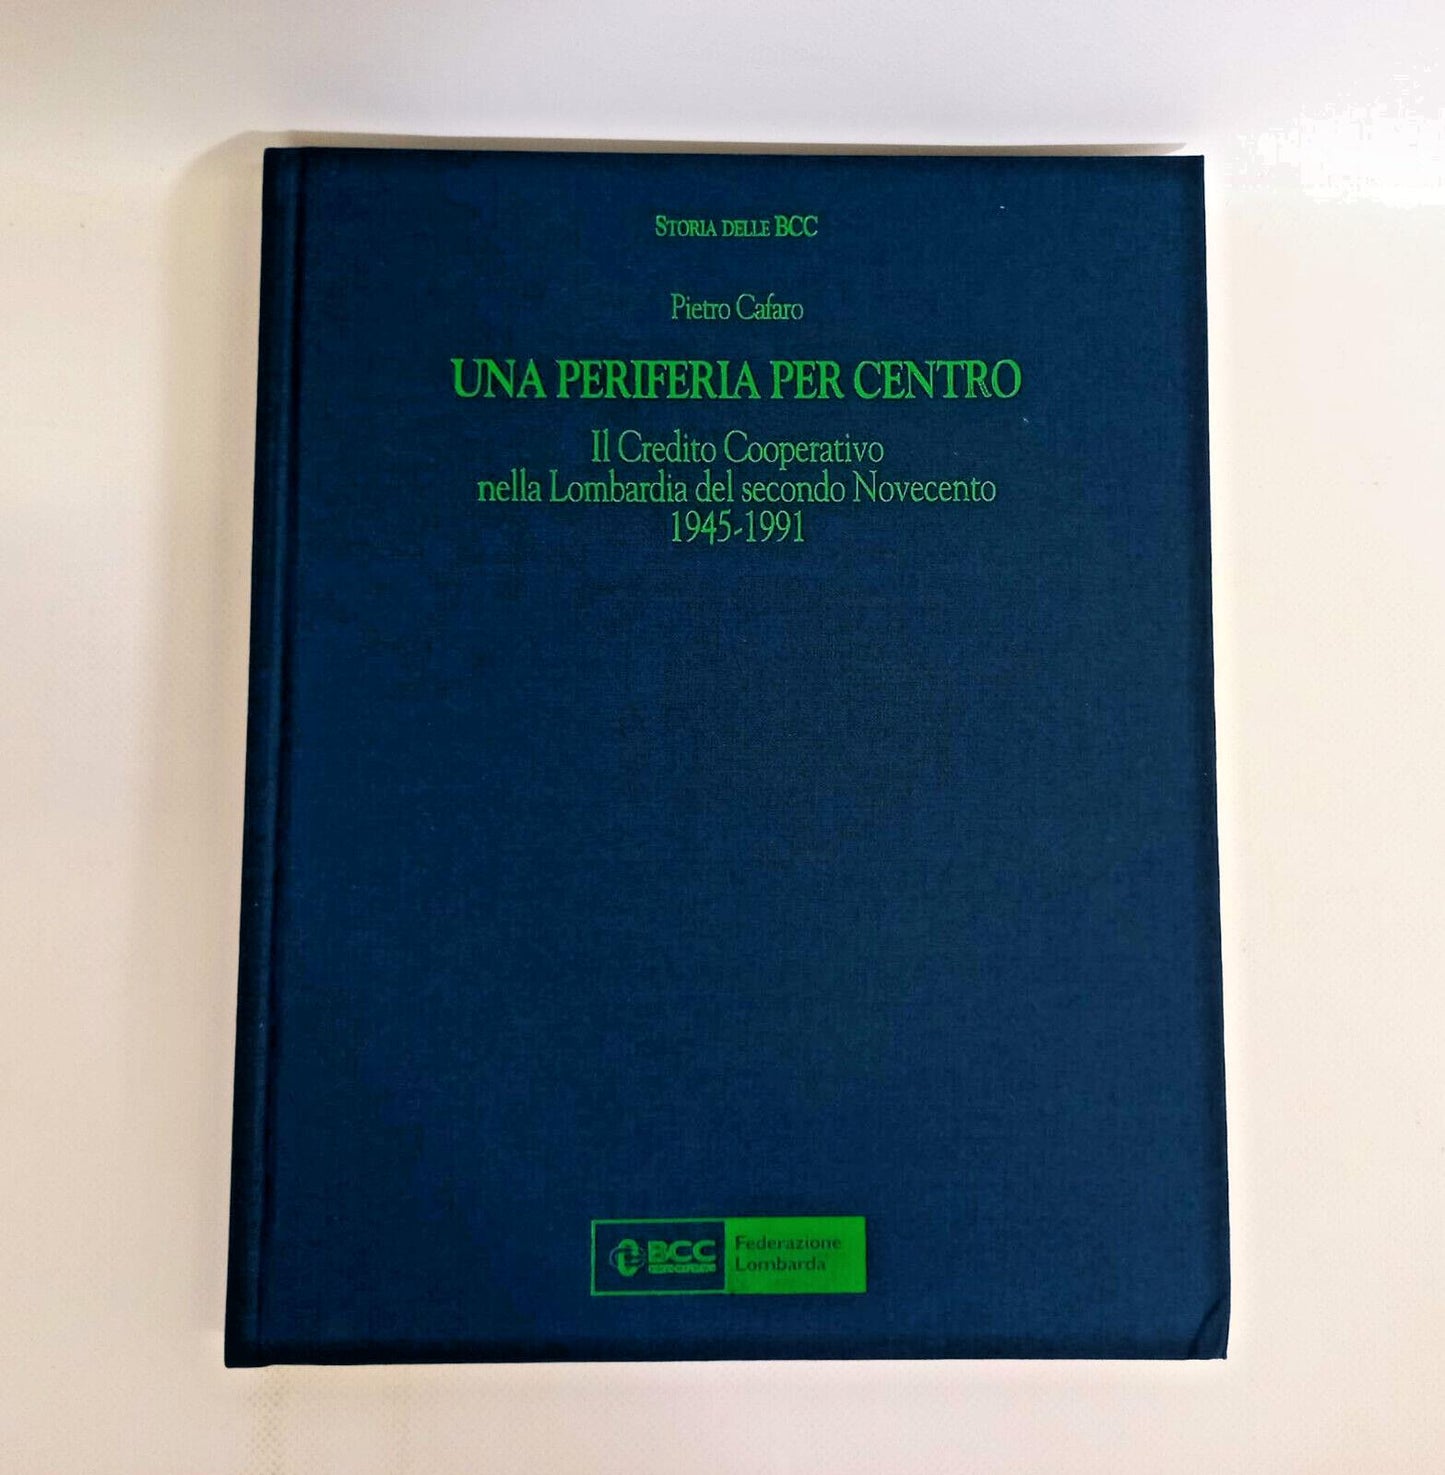 STORIA DELLE BCC
Pietro Cafaro
UNA PERIFERIA PER CENTRO
Il Credito Cooperativo
nella Lombardia del secondo Novecento
1945-1991
BCC
Federazione
Lombarda